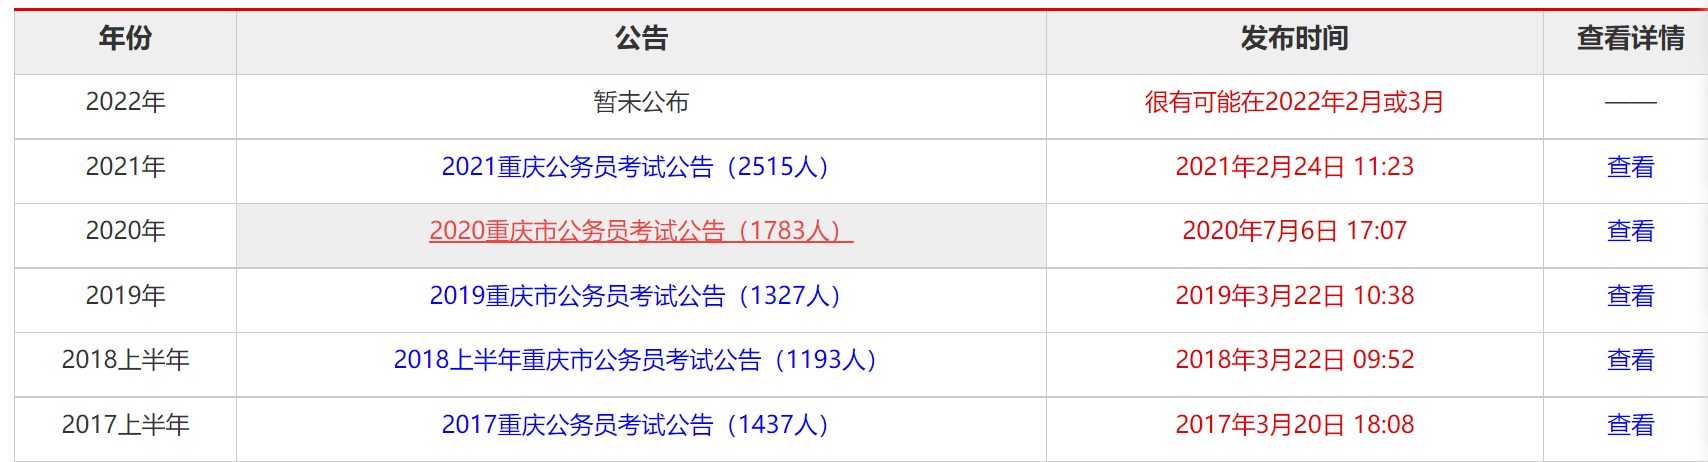 年份 公告 发布时间 查看详情
2022年 暂未公布 很有可能在2022年2月或3月 ——
2021年 2021重庆公务员考试公告（2515人） 2021年2月24日 11:23 查看
2020年 2020重庆市公务员考试公告（1783人） 2020年7月6日 17:07 查看
2019年 2019重庆市公务员考试公告（1327人） 2019年3月22日 10:38 查看
2018上半年 2018上半年重庆市公务员考试公告（1193人） 2018年3月22日 09:52 查看
2017上半年 2017重庆公务员考试公告（1437人） 2017年3月20日 18:08 查看